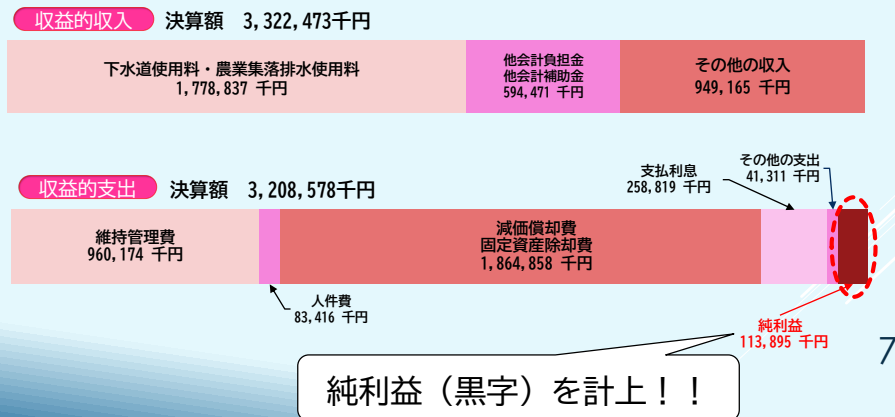 収益的収入 決算額 3,322,473千円
下水道使用料・農業集落排水使用料
1,778,837 千円
他会計負担金
他会計補助金
594,471 千円
その他の収入
949,165 千円
収益的支出 決算額 3,208,578千円
支払利息
258,819 千円
その他の支出
41,311 千円
維持管理費
960,174 千円
減価償却費
固定資産除却費
1,864,858 千円
人件費
83,416 千円
純利益
113,895 千円
7
純利益（黒字）を計上！！